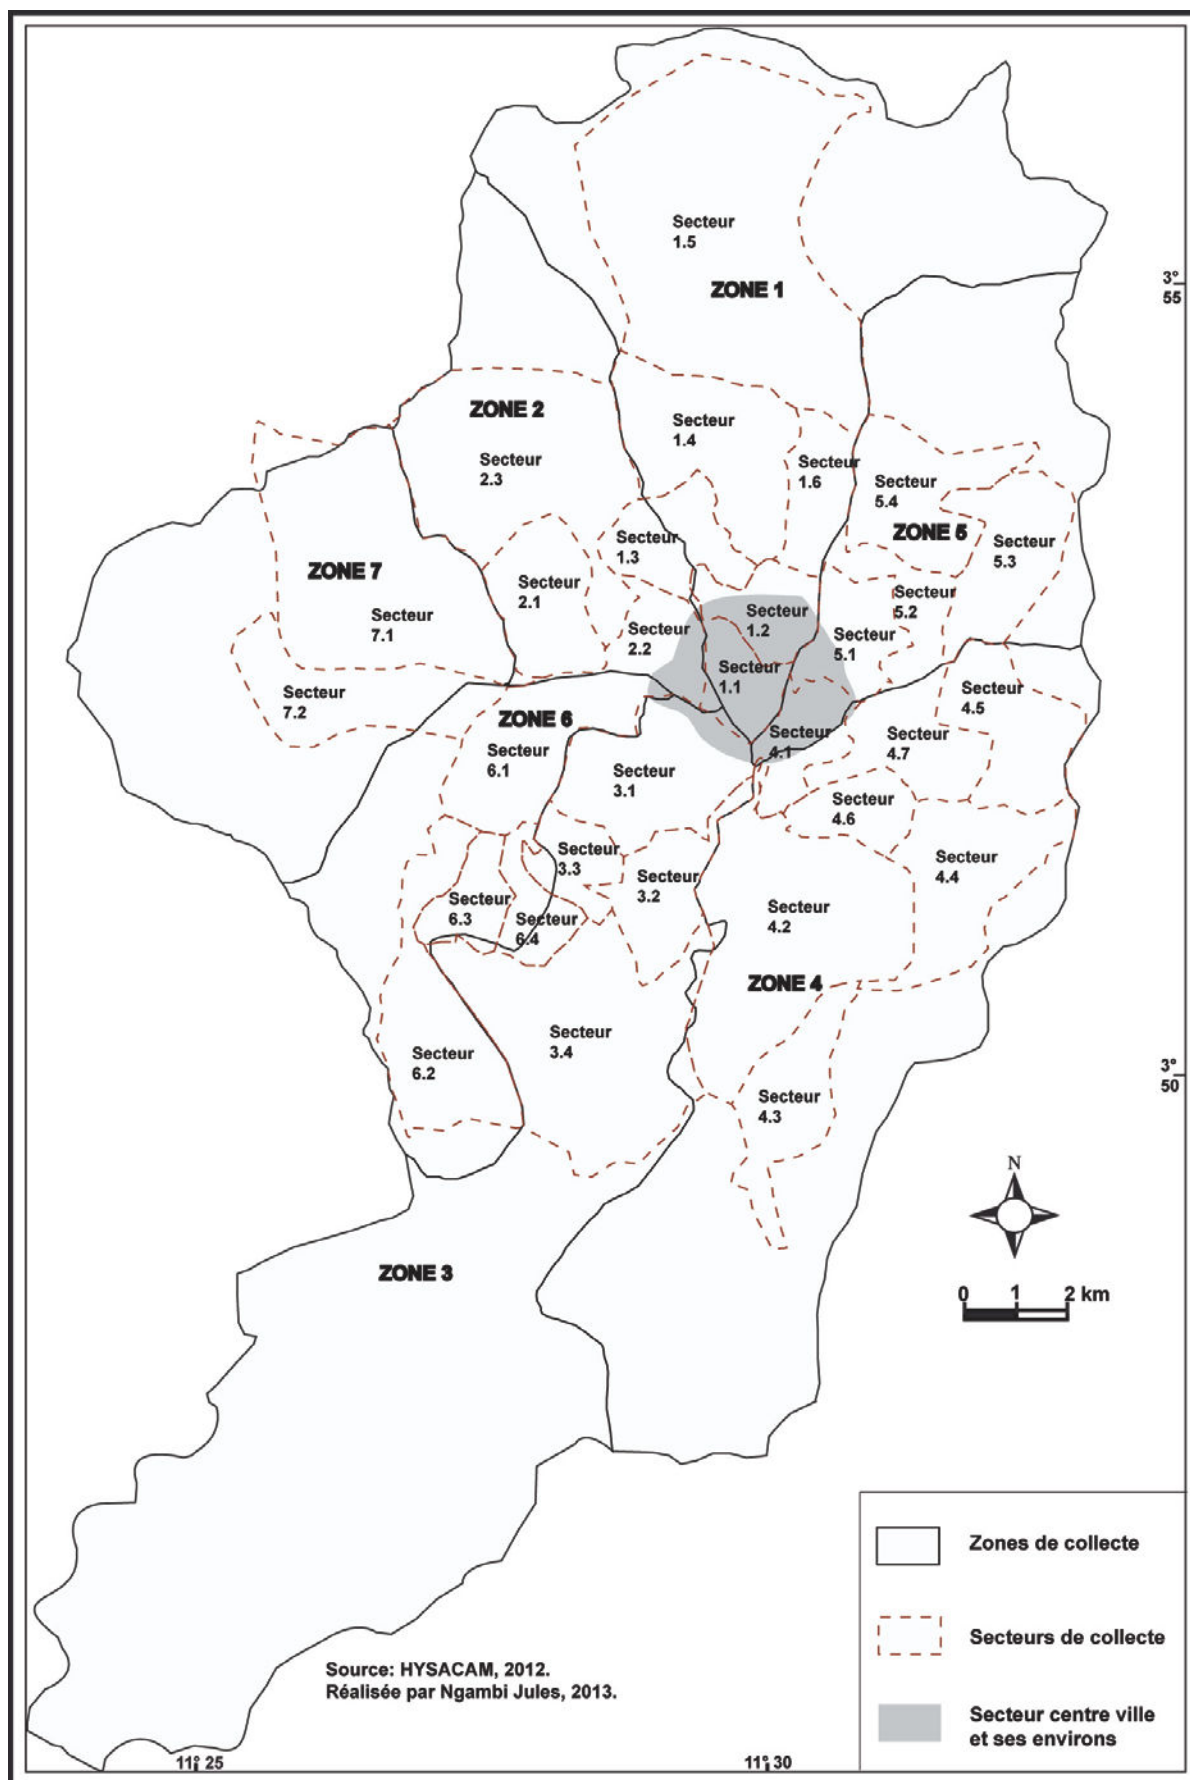 Secteur
1.5
ZONE 1
3°
55
ZONE 2
Secteur
1.4
Secteur
2.3
Secteur
1.6
Secteur
5.4
ZONE 5
Secteur
1.3
Secteur
5.3
ZONE 7
Secteur
2.1
Secteur
5.2
Secteur
7.1
Secteur
1.2
Secteur
2.2
Secteur
5.1
Secteur
1.1
Secteur
7.2
Secteur
4.5
ZONE 6
Secteur
4.1
Secteur
4.7
Secteur
6.1
Secteur
3.1
Secteur
4.6
Secteur
3.3
Secteur
3.2
Secteur
4.4
Secteur
6.3
Secteur
6.4
Secteur
4.2
ZONE 4
Secteur
3.4
Secteur
6.2
3°
50
Secteur
4.3
N
ZONE 3
0 1 2 km
Zones de collecte
Secteurs de collecte
Secteur centre ville
et ses environs
Source: HYSACAM, 2012.
Réalisée par Ngambi Jules, 2013.
11° 25
11° 30